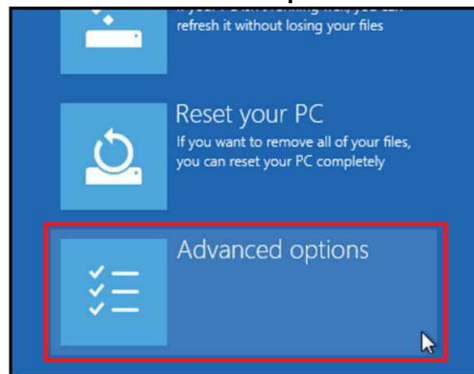 refresh it without losing your files
Reset your PC
If you want to remove all of your files,
you can reset your PC completely
Advanced options